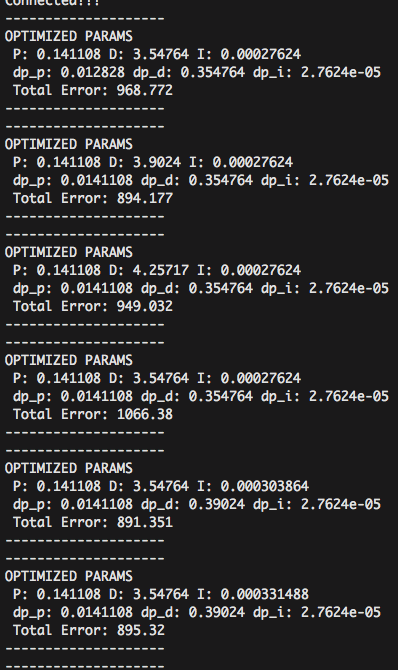 Connected!!!
--------------------
OPTIMIZED PARAMS
P: 0.141108 D: 3.54764 I: 0.00027624
dp_p: 0.012828 dp_d: 0.354764 dp_i: 2.7624e-05
Total Error: 968.772
--------------------
--------------------
OPTIMIZED PARAMS
P: 0.141108 D: 3.9024 I: 0.00027624
dp_p: 0.0141108 dp_d: 0.354764 dp_i: 2.7624e-05
Total Error: 894.177
--------------------
--------------------
OPTIMIZED PARAMS
P: 0.141108 D: 4.25717 I: 0.00027624
dp_p: 0.0141108 dp_d: 0.354764 dp_i: 2.7624e-05
Total Error: 949.032
--------------------
--------------------
OPTIMIZED PARAMS
P: 0.141108 D: 3.54764 I: 0.00027624
dp_p: 0.0141108 dp_d: 0.354764 dp_i: 2.7624e-05
Total Error: 1066.38
--------------------
--------------------
OPTIMIZED PARAMS
P: 0.141108 D: 3.54764 I: 0.000303864
dp_p: 0.0141108 dp_d: 0.39024 dp_i: 2.7624e-05
Total Error: 891.351
--------------------
--------------------
OPTIMIZED PARAMS
P: 0.141108 D: 3.54764 I: 0.000331488
dp_p: 0.0141108 dp_d: 0.39024 dp_i: 2.7624e-05
Total Error: 895.32
--------------------
--------------------